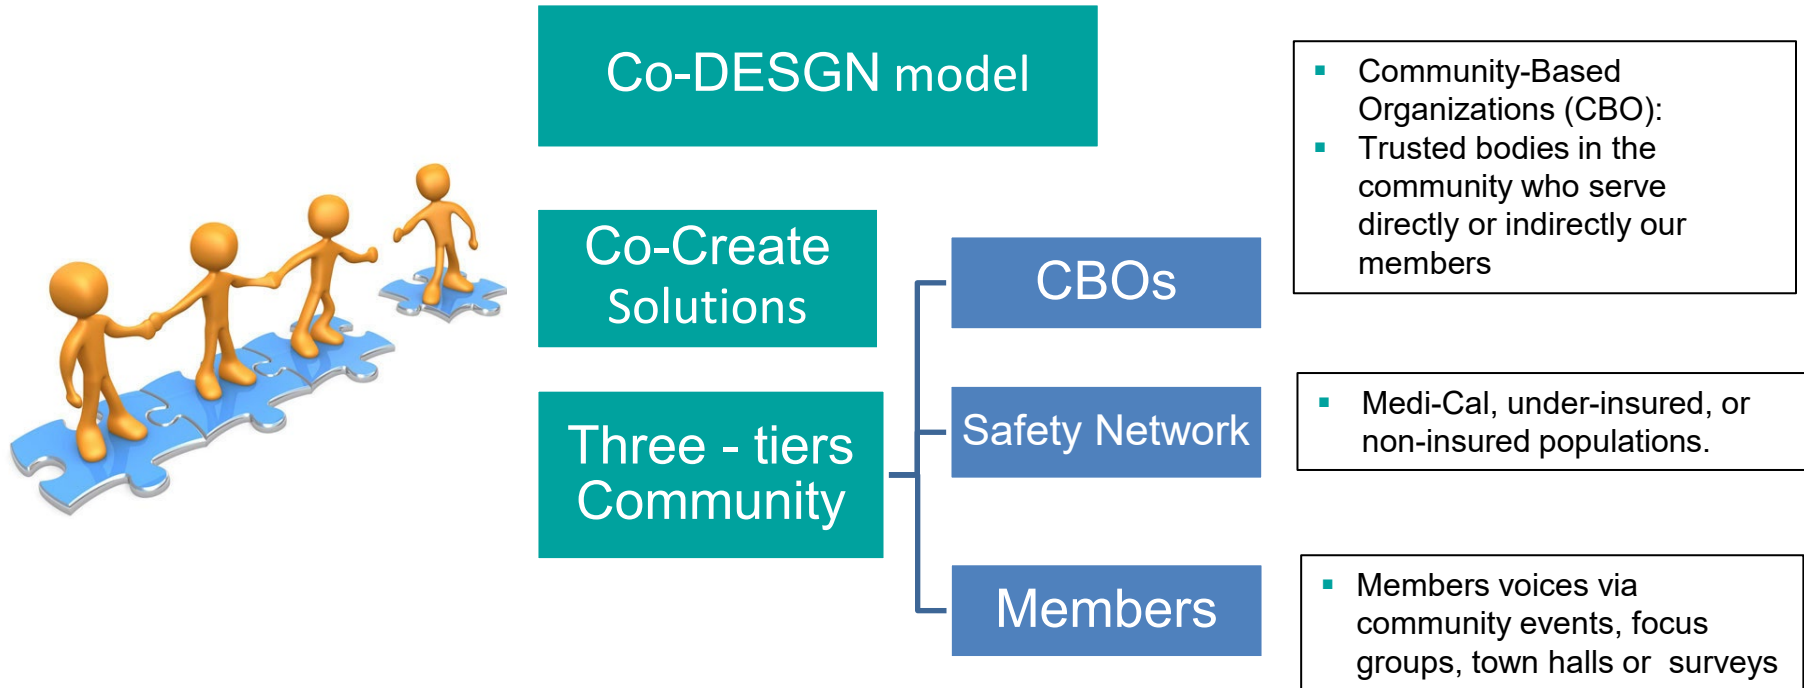 Co-DESGN model
Co-Create
Solutions
Three - tiers
Community
CBOs
Safety Network
Members
▪ Community-Based
Organizations (CBO):
▪ Trusted bodies in the
community who serve
directly or indirectly our
members
▪ Medi-Cal, under-insured, or
non-insured populations.
▪ Members voices via
community events, focus
groups, town halls or surveys